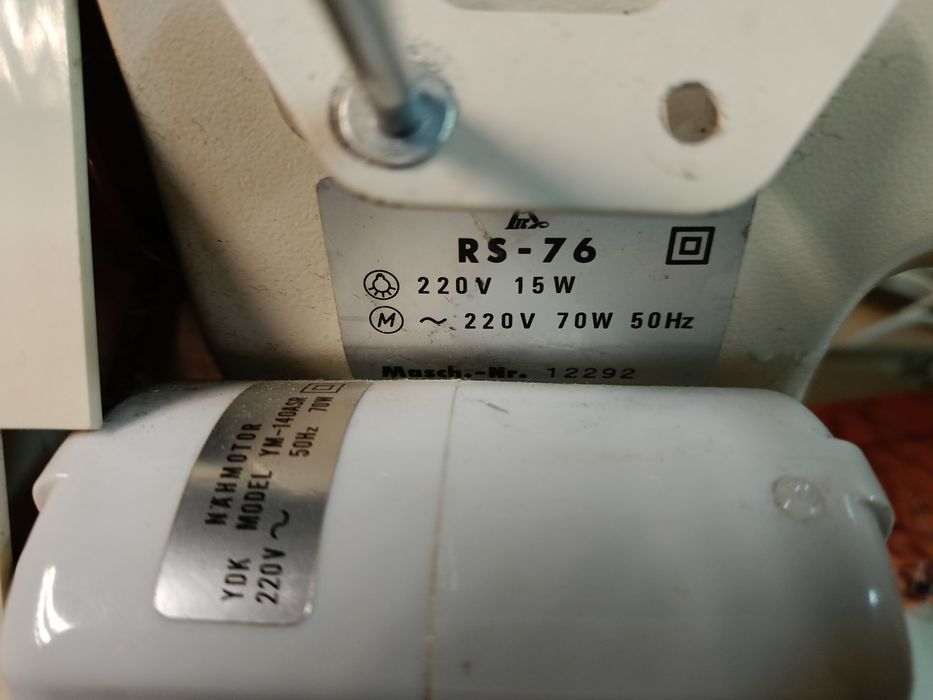 RS-76
220V 15W
M ~ 220V 70W 50Hz
Masch.-Nr. 12292
NÄHMOTOR
YDK MODEL YM-140ASR
220V ~ 50Hz 70W